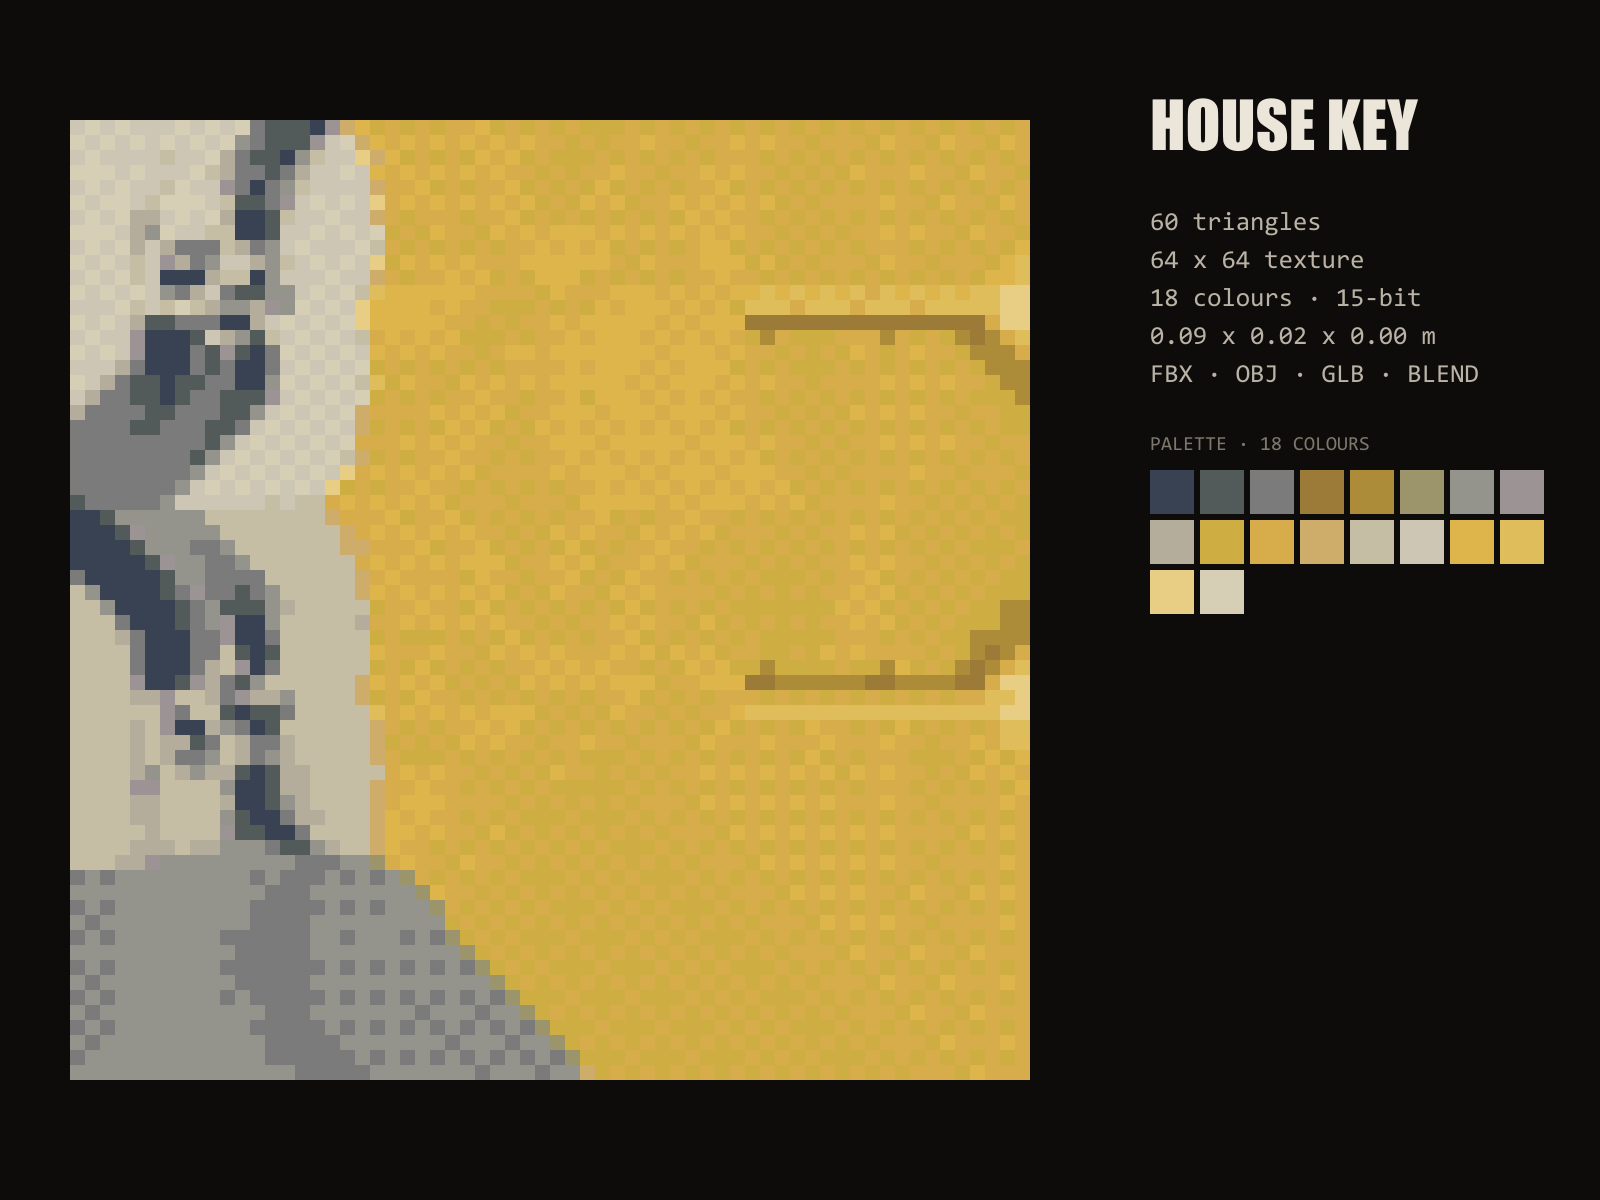 HOUSE KEY
60 triangles
64 x 64 texture
18 colours · 15-bit
0.09 x 0.02 x 0.00 m
FBX · OBJ · GLB · BLEND
PALETTE · 18 COLOURS